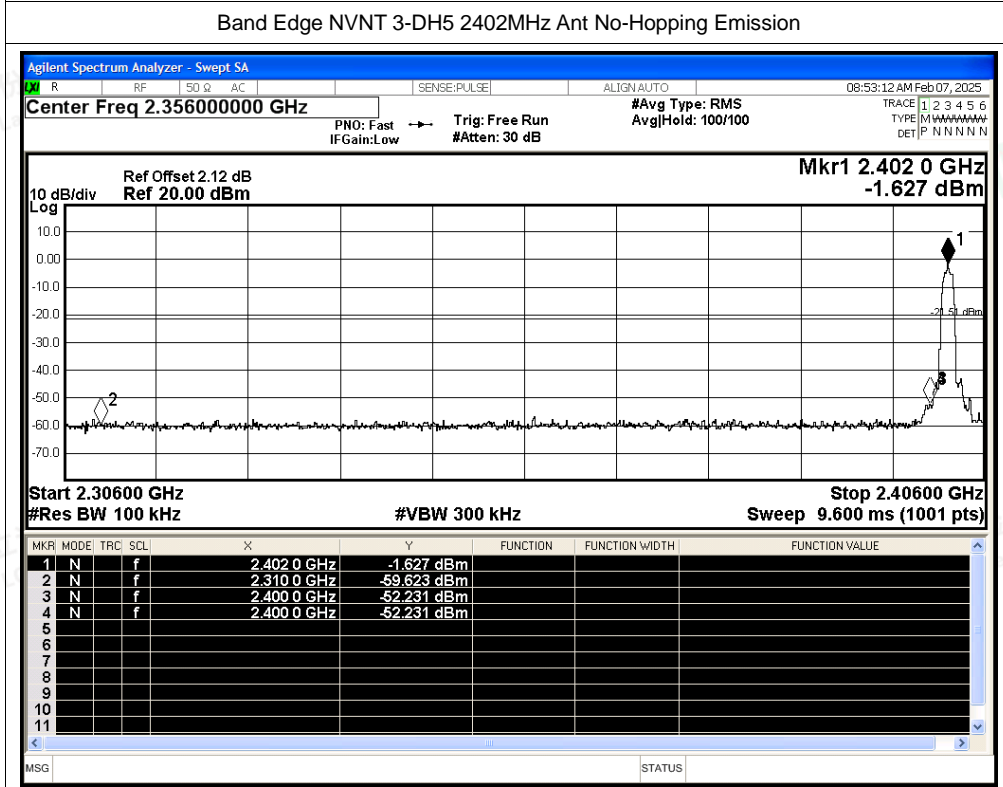 Band Edge NVNT 3-DH5 2402MHz Ant No-Hopping Emission
Agilent Spectrum Analyzer - Swept SA
LXI R RF 50 Ω AC SENSE:PULSE ALIGN AUTO 08:53:12 AM Feb 07, 2025
Center Freq 2.356000000 GHz #Avg Type: RMS TRACE 1 2 3 4 5 6
PNO: Fast Trig: Free Run Avg|Hold: 100/100 TYPE M WWWWW
IFGain:Low #Atten: 30 dB DET P N N N N N
Mkr1 2.402 0 GHz
Ref Offset 2.12 dB
10 dB/div Ref 20.00 dBm -1.627 dBm
Log
1
10.0
0.00
-10.0
-20.0 -21.51 dBm
-30.0
-40.0
-50.0 2
-60.0
-70.0
Start 2.30600 GHz Stop 2.40600 GHz
#Res BW 100 kHz #VBW 300 kHz Sweep 9.600 ms (1001 pts)
MKR MODE TRC SCL X Y FUNCTION FUNCTION WIDTH FUNCTION VALUE
1 N f 2.402 0 GHz -1.627 dBm
2 N f 2.310 0 GHz -59.623 dBm
3 N f 2.400 0 GHz -52.231 dBm
4 N f 2.400 0 GHz -52.231 dBm
5
6
7
8
9
10
11
MSG STATUS